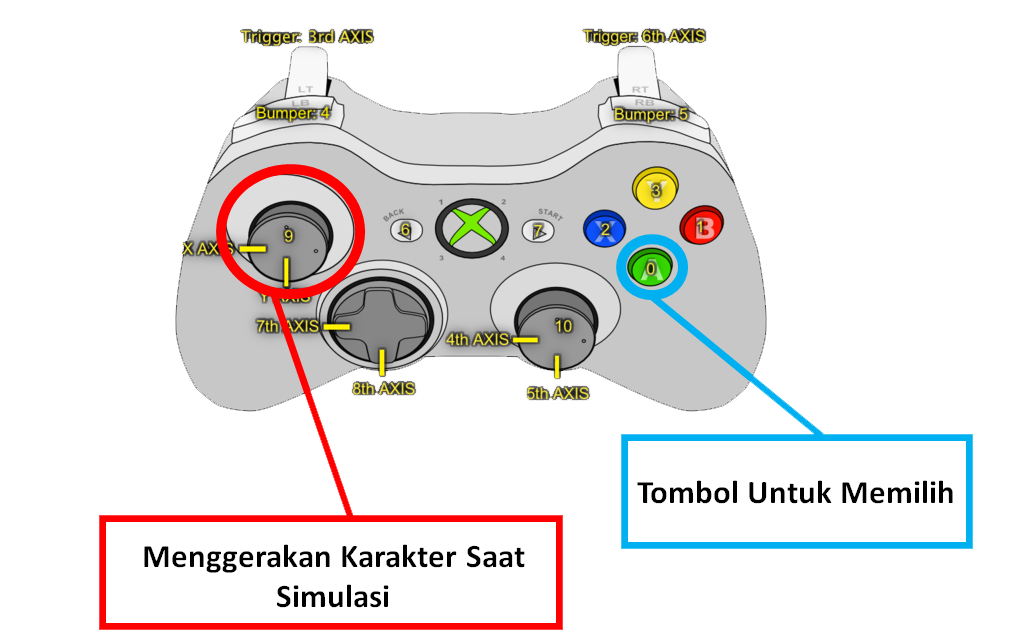 Trigger: 3rd AXIS
Trigger: 6th AXIS
LT
RT
LB
RB
Bumper: 4
Bumper: 5
Y
3
1
2
BACK
START
X
2
B
1
9
6
7
X AXIS
3
4
A
0
Y AXIS
7th AXIS
10
4th AXIS
8th AXIS
5th AXIS
Tombol Untuk Memilih
Menggerakan Karakter Saat
Simulasi